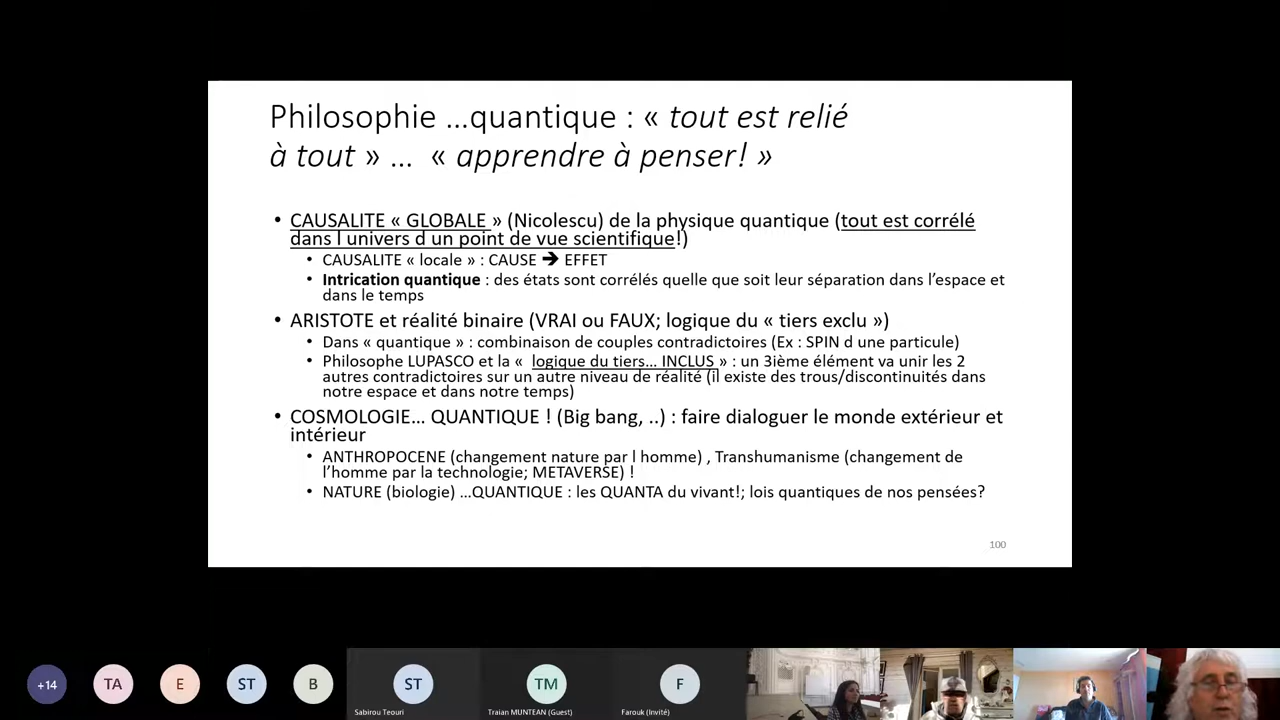 Philosophie …quantique : « tout est relié
à tout » … « apprendre à penser! »
• CAUSALITE « GLOBALE » (Nicolescu) de la physique quantique (tout est corrélé
dans l univers d un point de vue scientifique!)
• CAUSALITE « locale » : CAUSE ➔ EFFET
• Intrication quantique : des états sont corrélés quelle que soit leur séparation dans l’espace et
dans le temps
• ARISTOTE et réalité binaire (VRAI ou FAUX; logique du « tiers exclu »)
• Dans « quantique » : combinaison de couples contradictoires (Ex : SPIN d une particule)
• Philosophe LUPASCO et la « logique du tiers… INCLUS » : un 3ième élément va unir les 2
autres contradictoires sur un autre niveau de réalité (il existe des trous/discontinuités dans
notre espace et dans notre temps)
• COSMOLOGIE… QUANTIQUE ! (Big bang, ..) : faire dialoguer le monde extérieur et
intérieur
• ANTHROPOCENE (changement nature par l homme) , Transhumanisme (changement de
l’homme par la technologie; METAVERSE) !
• NATURE (biologie) …QUANTIQUE : les QUANTA du vivant!; lois quantiques de nos pensées?
100
+14 TA E ST B ST TM F
Sabirou Teouri Traian MUNTEAN (Guest) Farouk (Invité)